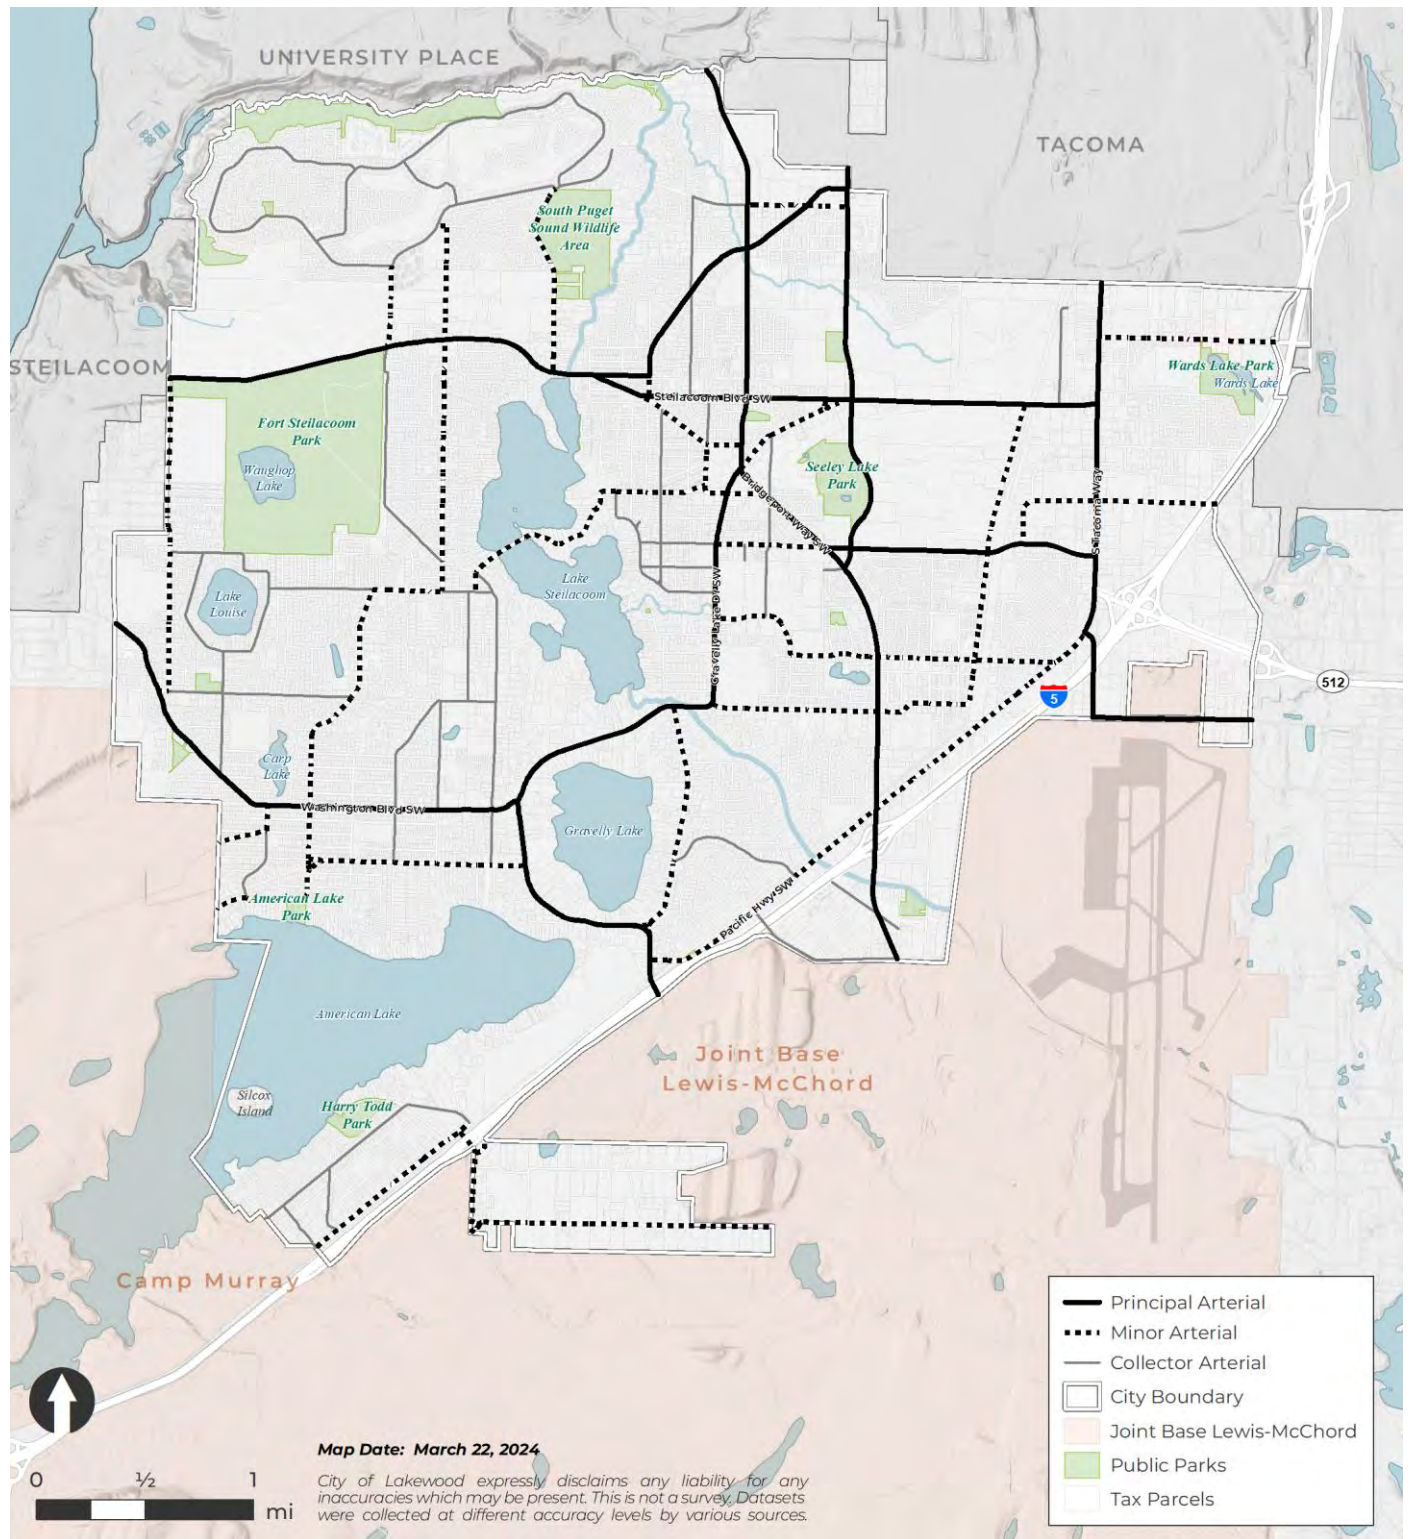 UNIVERSITY PLACE
TACOMA
South Puget
Sound Wildlife
Area
STEILACOOM
Wards Lake Park
Wards Lake
Steilacoom Blvd SW
Fort Steilacoom
Park
Waughop
Lake
Seeley Lake
Park
Bridgeport Way SW
S Tacoma Way
Lake
Steilacoom
Lake
Louise
Gravelly Lake Dr SW
512
5
Carp
Lake
Washington Blvd SW
Gravelly Lake
American Lake
Park
Pacific Hwy SW
American Lake
Joint Base
Lewis-McChord
Silcox
Island
Harry Todd
Park
Camp Murray
Principal Arterial
Minor Arterial
Collector Arterial
City Boundary
Joint Base Lewis-McChord
Public Parks
Tax Parcels
Map Date: March 22, 2024
0 ½ 1
mi
City of Lakewood expressly disclaims any liability for any
inaccuracies which may be present. This is not a survey. Datasets
were collected at different accuracy levels by various sources.